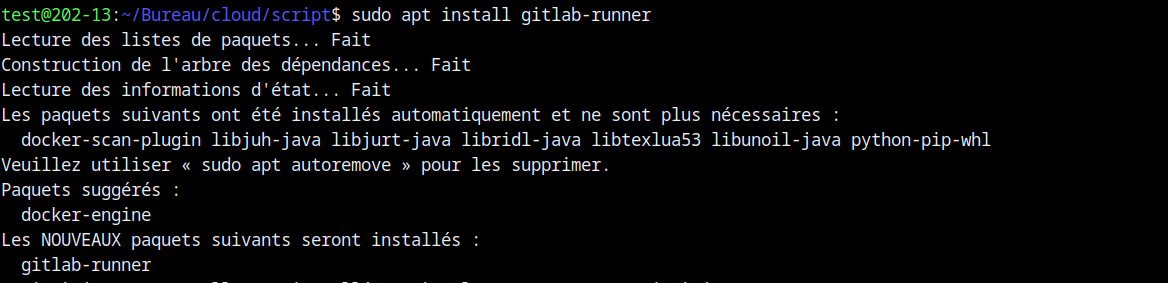 test@202-13:~/Bureau/cloud/script$ sudo apt install gitlab-runner
Lecture des listes de paquets... Fait
Construction de l'arbre des dépendances... Fait
Lecture des informations d'état... Fait
Les paquets suivants ont été installés automatiquement et ne sont plus nécessaires :
  docker-scan-plugin libjuh-java libjurt-java libridl-java libtexlua53 libunoil-java python-pip-whl
Veuillez utiliser « sudo apt autoremove » pour les supprimer.
Paquets suggérés :
  docker-engine
Les NOUVEAUX paquets suivants seront installés :
  gitlab-runner